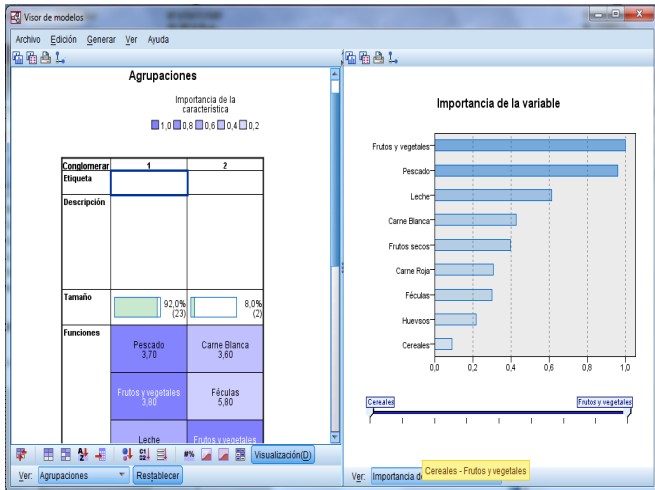 Visor de modelos
Archivo Edición Generar Ver Ayuda
Agrupaciones
Importancia de la
característica
1,0 0,8 0,6 0,4 0,2
Conglomerar 1 2
Etiqueta
Descripción
Tamaño
92,0%
(23)
8,0%
(2)
Funciones
Pescado
3,70
Carne Blanca
3,60
Frutos y vegetales
3,80
Féculas
5,80
Leche
Frutos y vegetales
Visualización(D)
Ver: Agrupaciones
Restablecer
Importancia de la variable
Frutos y vegetales
Pescado
Leche
Carne Blanca
Frutos secos
Carne Roja
Féculas
Huevsos
Cereales
0,0 0,2 0,4 0,6 0,8 1,0
Cereales
Frutos y vegetales
Ver: Importancia d
Cereales - Frutos y vegetales